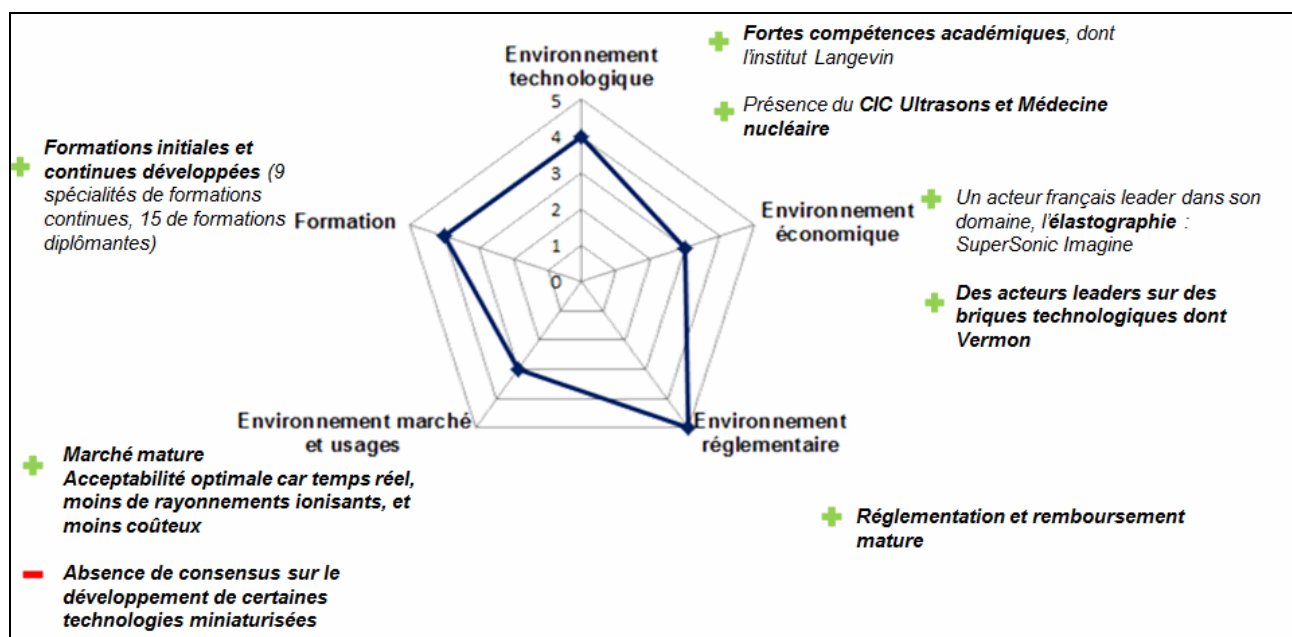 Environnement
technologique
5
4
3
2
1
0
+ Fortes compétences académiques, dont
l'institut Langevin
+ Présence du CIC Ultrasons et Médecine
nucléaire
+ Formations initiales et
continues développées (9
spécialités de formations
continues, 15 de formations
diplômantes)
Formation
Environnement
économique
+ Un acteur français leader dans son
domaine, l'élastographie :
SuperSonic Imagine
+ Des acteurs leaders sur des
briques technologiques dont
Vermon
Environnement marché
et usages
Environnement
réglementaire
+ Marché mature
Acceptabilité optimale car temps réel,
moins de rayonnements ionisants, et
moins coûteux
- Absence de consensus sur le
développement de certaines
technologies miniaturisées
+ Réglementation et remboursement
mature